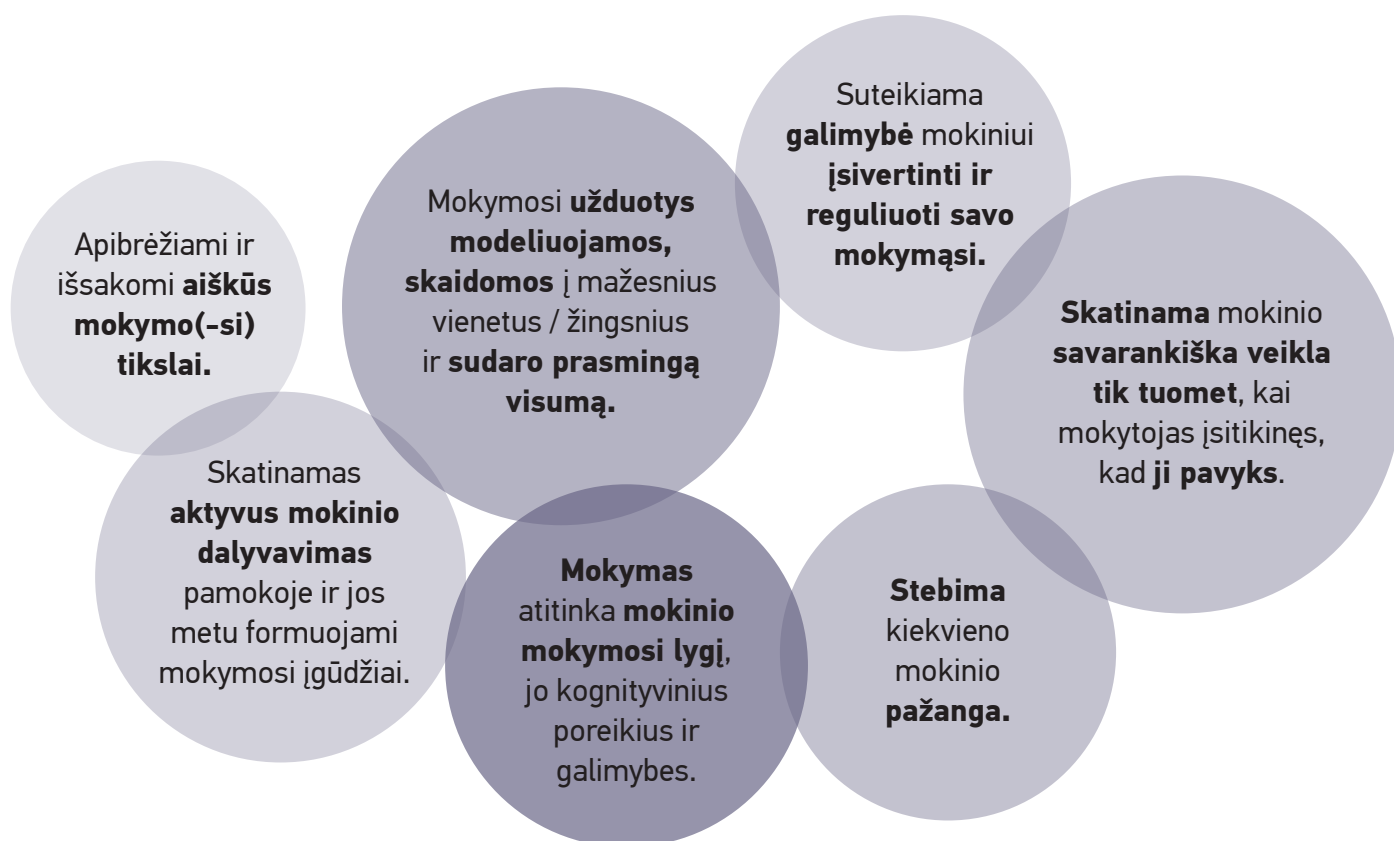 Apibrėžiami ir
išsakomi aiškūs
mokymo(-si)
tikslai.
Skatinamas
aktyvus mokinio
dalyvavimas
pamokoje ir jos
metu formuojami
mokymosi įgūdžiai.
Mokymosi užduotys
modeliuojamos,
skaidomos į mažesnius
vienetus / žingsnius
ir sudaro prasmingą
visumą.
Mokymas
atitinka mokinio
mokymosi lygį,
jo kognityvinius
poreikius ir
galimybes.
Suteikiama
galimybė mokiniui
įsivertinti ir
reguliuoti savo
mokymąsi.
Stebima
kiekvieno
mokinio
pažanga.
Skatinama mokinio
savarankiška veikla
tik tuomet, kai
mokytojas įsitikinęs,
kad ji pavyks.